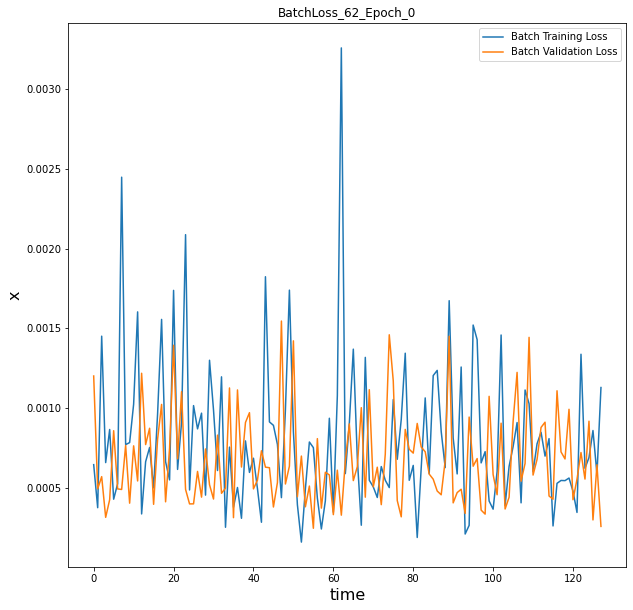 BatchLoss_62_Epoch_0
Batch Training Loss
Batch Validation Loss
0.0030
0.0025
0.0020
0.0015
0.0010
0.0005
x
0 20 40 60 80 100 120
time